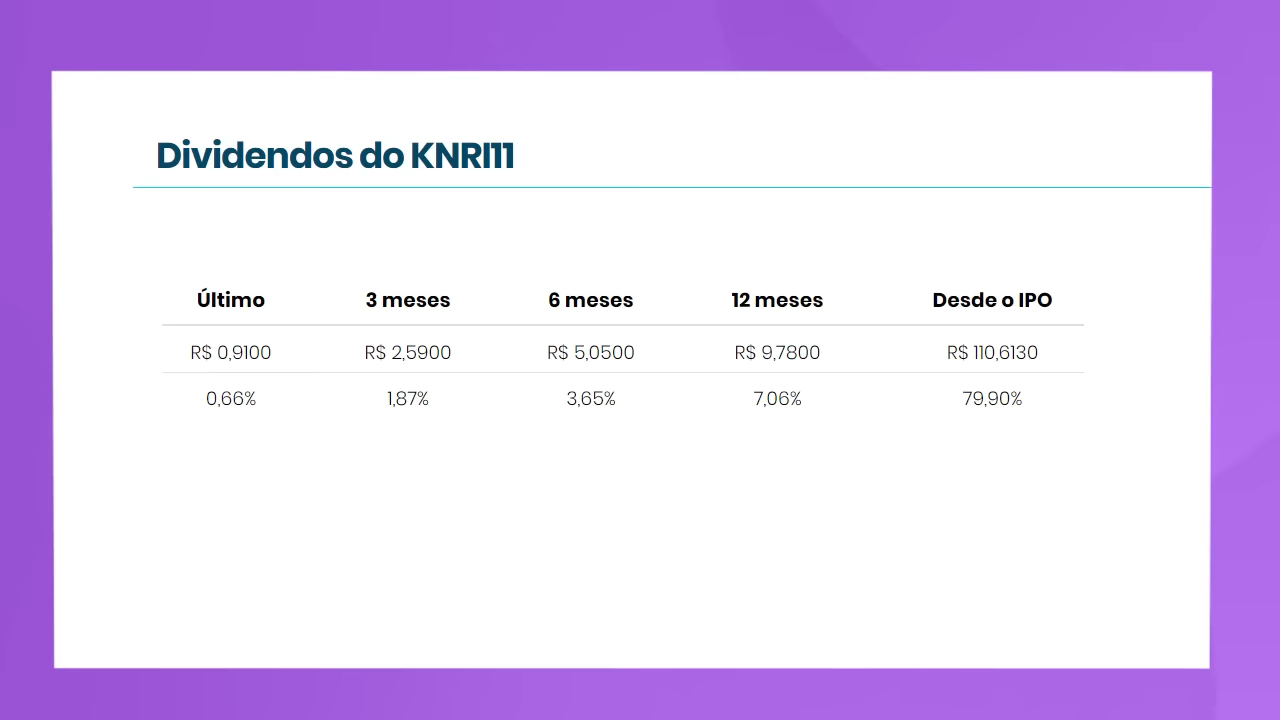 Dividendos do KNRI11
Último 3 meses 6 meses 12 meses Desde o IPO
R$ 0,9100 R$ 2,5900 R$ 5,0500 R$ 9,7800 R$ 110,6130
0,66% 1,87% 3,65% 7,06% 79,90%